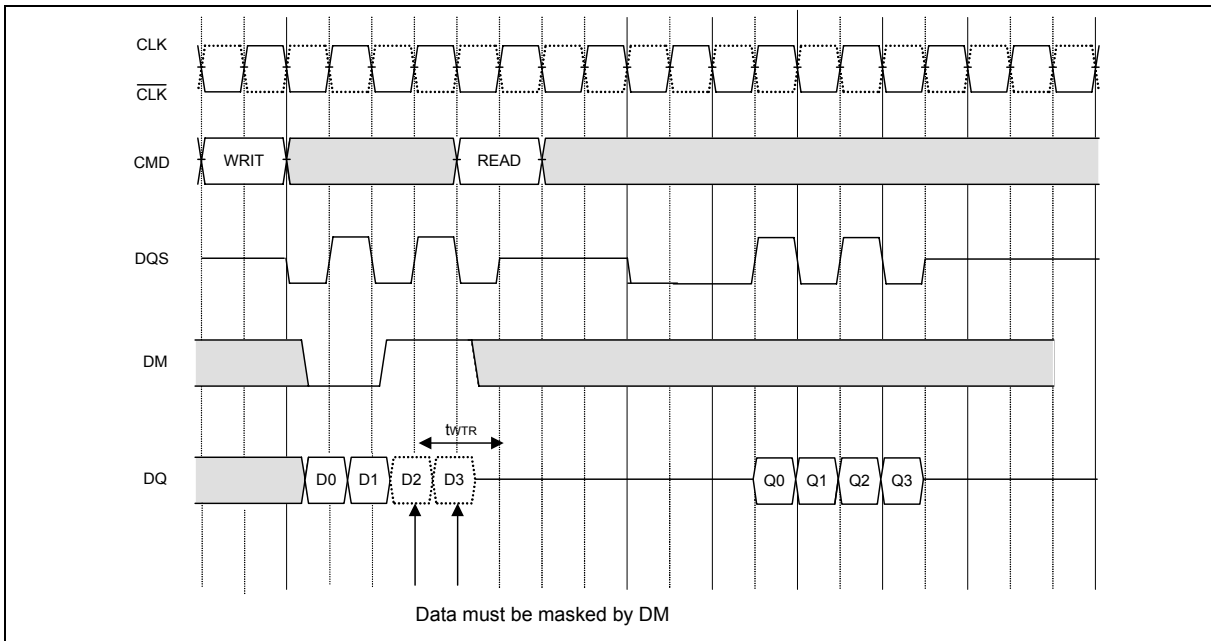 CLK
CLK
CMD WRIT READ
DQS
DM
tWTR
DQ D0 D1 D2 D3 Q0 Q1 Q2 Q3
Data must be masked by DM